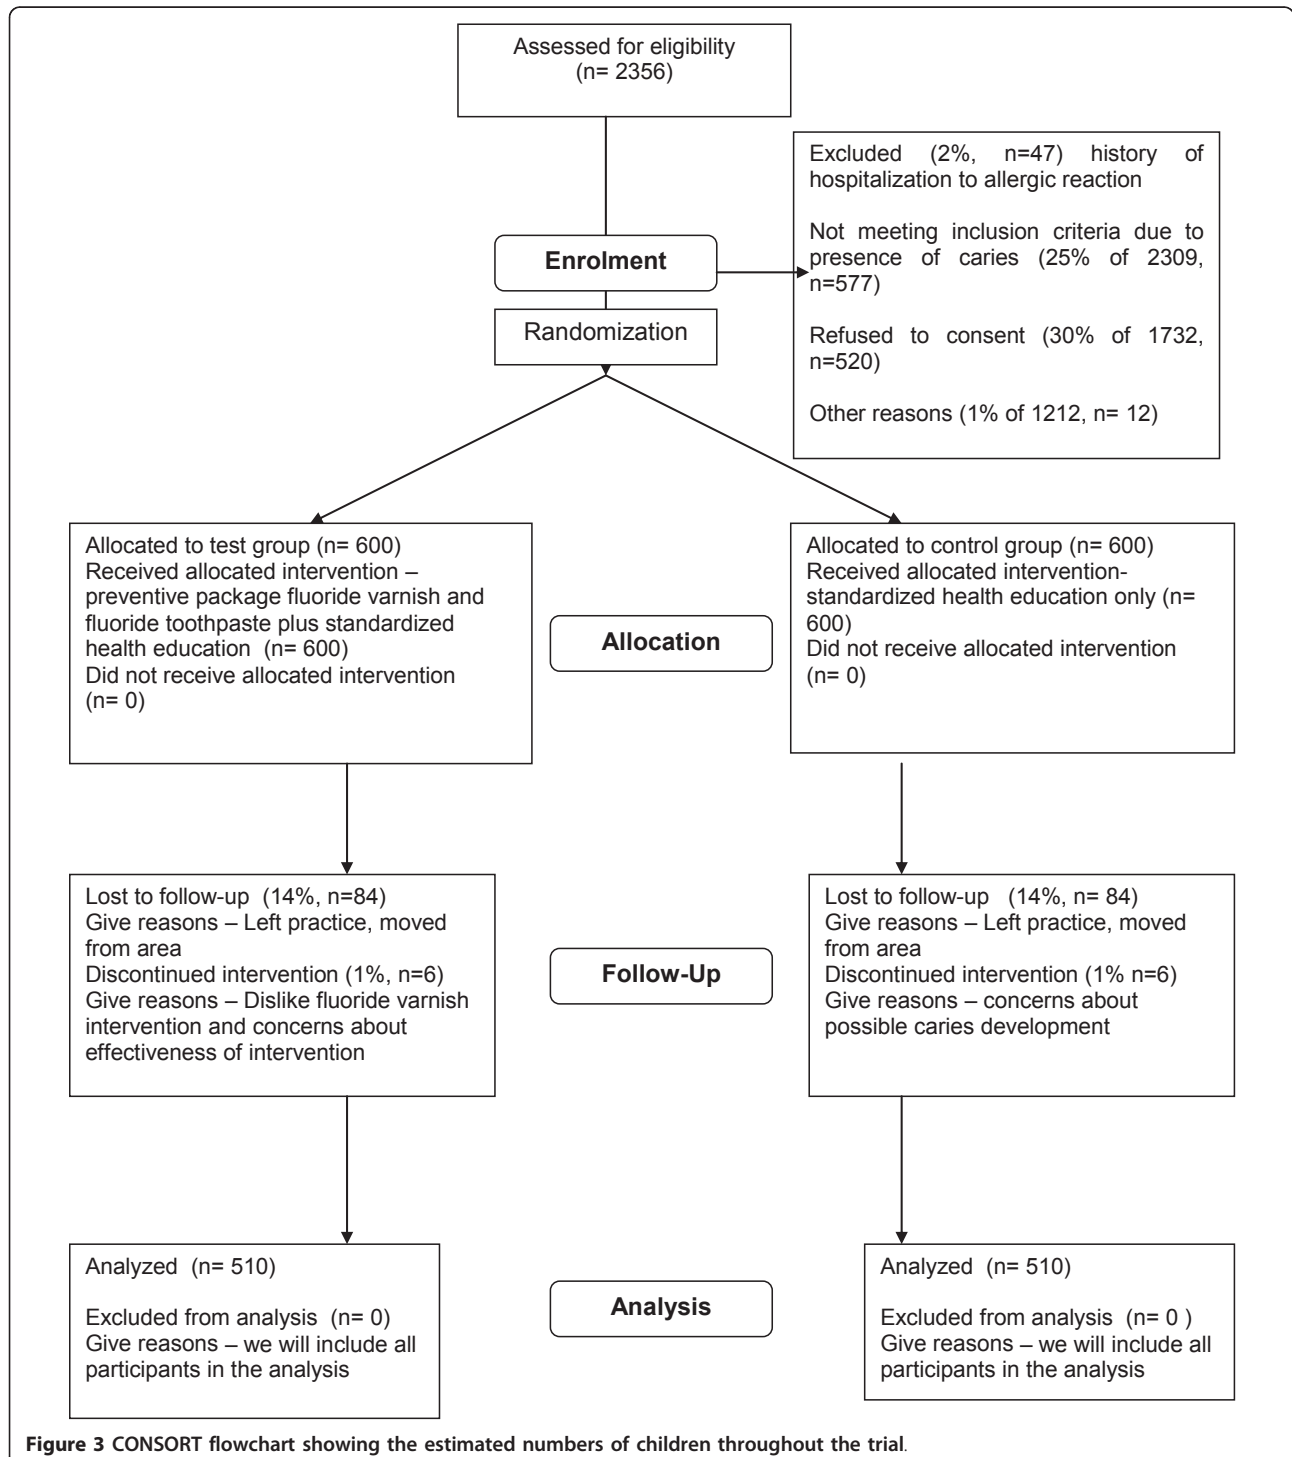 Assessed for eligibility
(n= 2356)
Excluded (2%, n=47) history of
hospitalization to allergic reaction
Not meeting inclusion criteria due to
presence of caries (25% of 2309,
n=577)
Refused to consent (30% of 1732,
n=520)
Other reasons (1% of 1212, n= 12)
Enrolment
Randomization
Allocated to test group (n= 600)
Received allocated intervention –
preventive package fluoride varnish and
fluoride toothpaste plus standardized
health education (n= 600)
Did not receive allocated intervention
(n= 0)
Allocation
Allocated to control group (n= 600)
Received allocated intervention-
standardized health education only (n=
600)
Did not receive allocated intervention
(n= 0)
Lost to follow-up (14%, n=84)
Give reasons – Left practice, moved
from area
Discontinued intervention (1%, n=6)
Give reasons – Dislike fluoride varnish
intervention and concerns about
effectiveness of intervention
Follow-Up
Lost to follow-up (14%, n= 84)
Give reasons – Left practice, moved
from area
Discontinued intervention (1% n=6)
Give reasons – concerns about
possible caries development
Analyzed (n= 510)
Excluded from analysis (n= 0)
Give reasons – we will include all
participants in the analysis
Analysis
Analyzed (n= 510)
Excluded from analysis (n= 0 )
Give reasons – we will include all
participants in the analysis
Figure 3 CONSORT flowchart showing the estimated numbers of children throughout the trial.